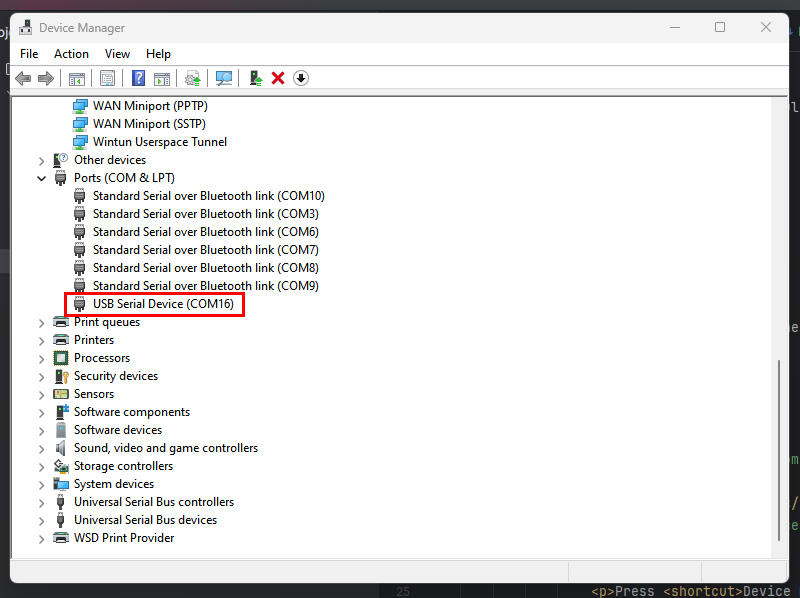 Device Manager
File Action View Help
WAN Miniport (PPTP)
WAN Miniport (SSTP)
Wintun Userspace Tunnel
Other devices
Ports (COM & LPT)
Standard Serial over Bluetooth link (COM10)
Standard Serial over Bluetooth link (COM3)
Standard Serial over Bluetooth link (COM6)
Standard Serial over Bluetooth link (COM7)
Standard Serial over Bluetooth link (COM8)
Standard Serial over Bluetooth link (COM9)
USB Serial Device (COM16)
Print queues
Printers
Processors
Security devices
Sensors
Software components
Software devices
Sound, video and game controllers
Storage controllers
System devices
Universal Serial Bus controllers
Universal Serial Bus devices
WSD Print Provider
25 <p>Press <shortcut>Device